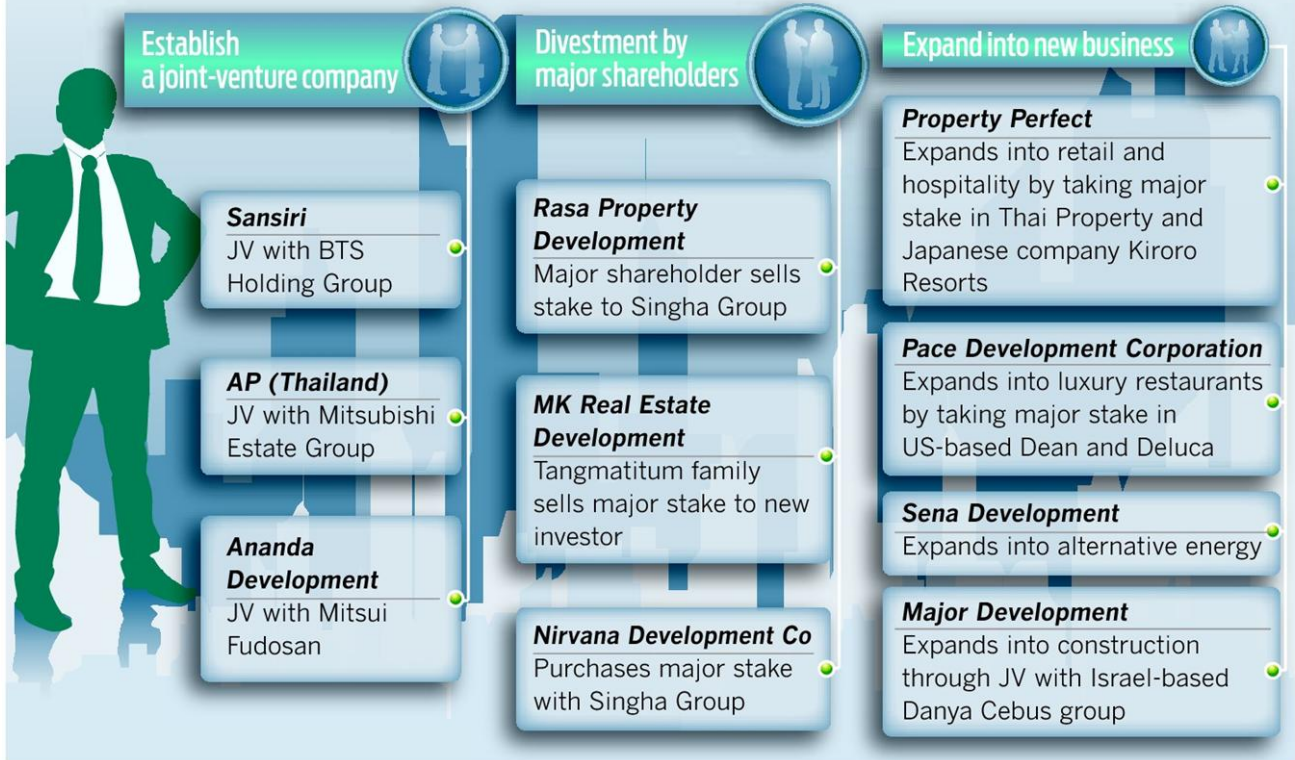 Establish
a joint-venture company
Sansiri
JV with BTS
Holding Group
AP (Thailand)
JV with Mitsubishi
Estate Group
Ananda
Development
JV with Mitsui
Fudosan
Divestment by
major shareholders
Rasa Property
Development
Major shareholder sells
stake to Singha Group
MK Real Estate
Development
Tangmatitum family
sells major stake to new
investor
Nirvana Development Co
Purchases major stake
with Singha Group
Expand into new business
Property Perfect
Expands into retail and
hospitality by taking major
stake in Thai Property and
Japanese company Kiroro
Resorts
Pace Development Corporation
Expands into luxury restaurants
by taking major stake in
US-based Dean and Deluca
Sena Development
Expands into alternative energy
Major Development
Expands into construction
through JV with Israel-based
Danya Cebus group